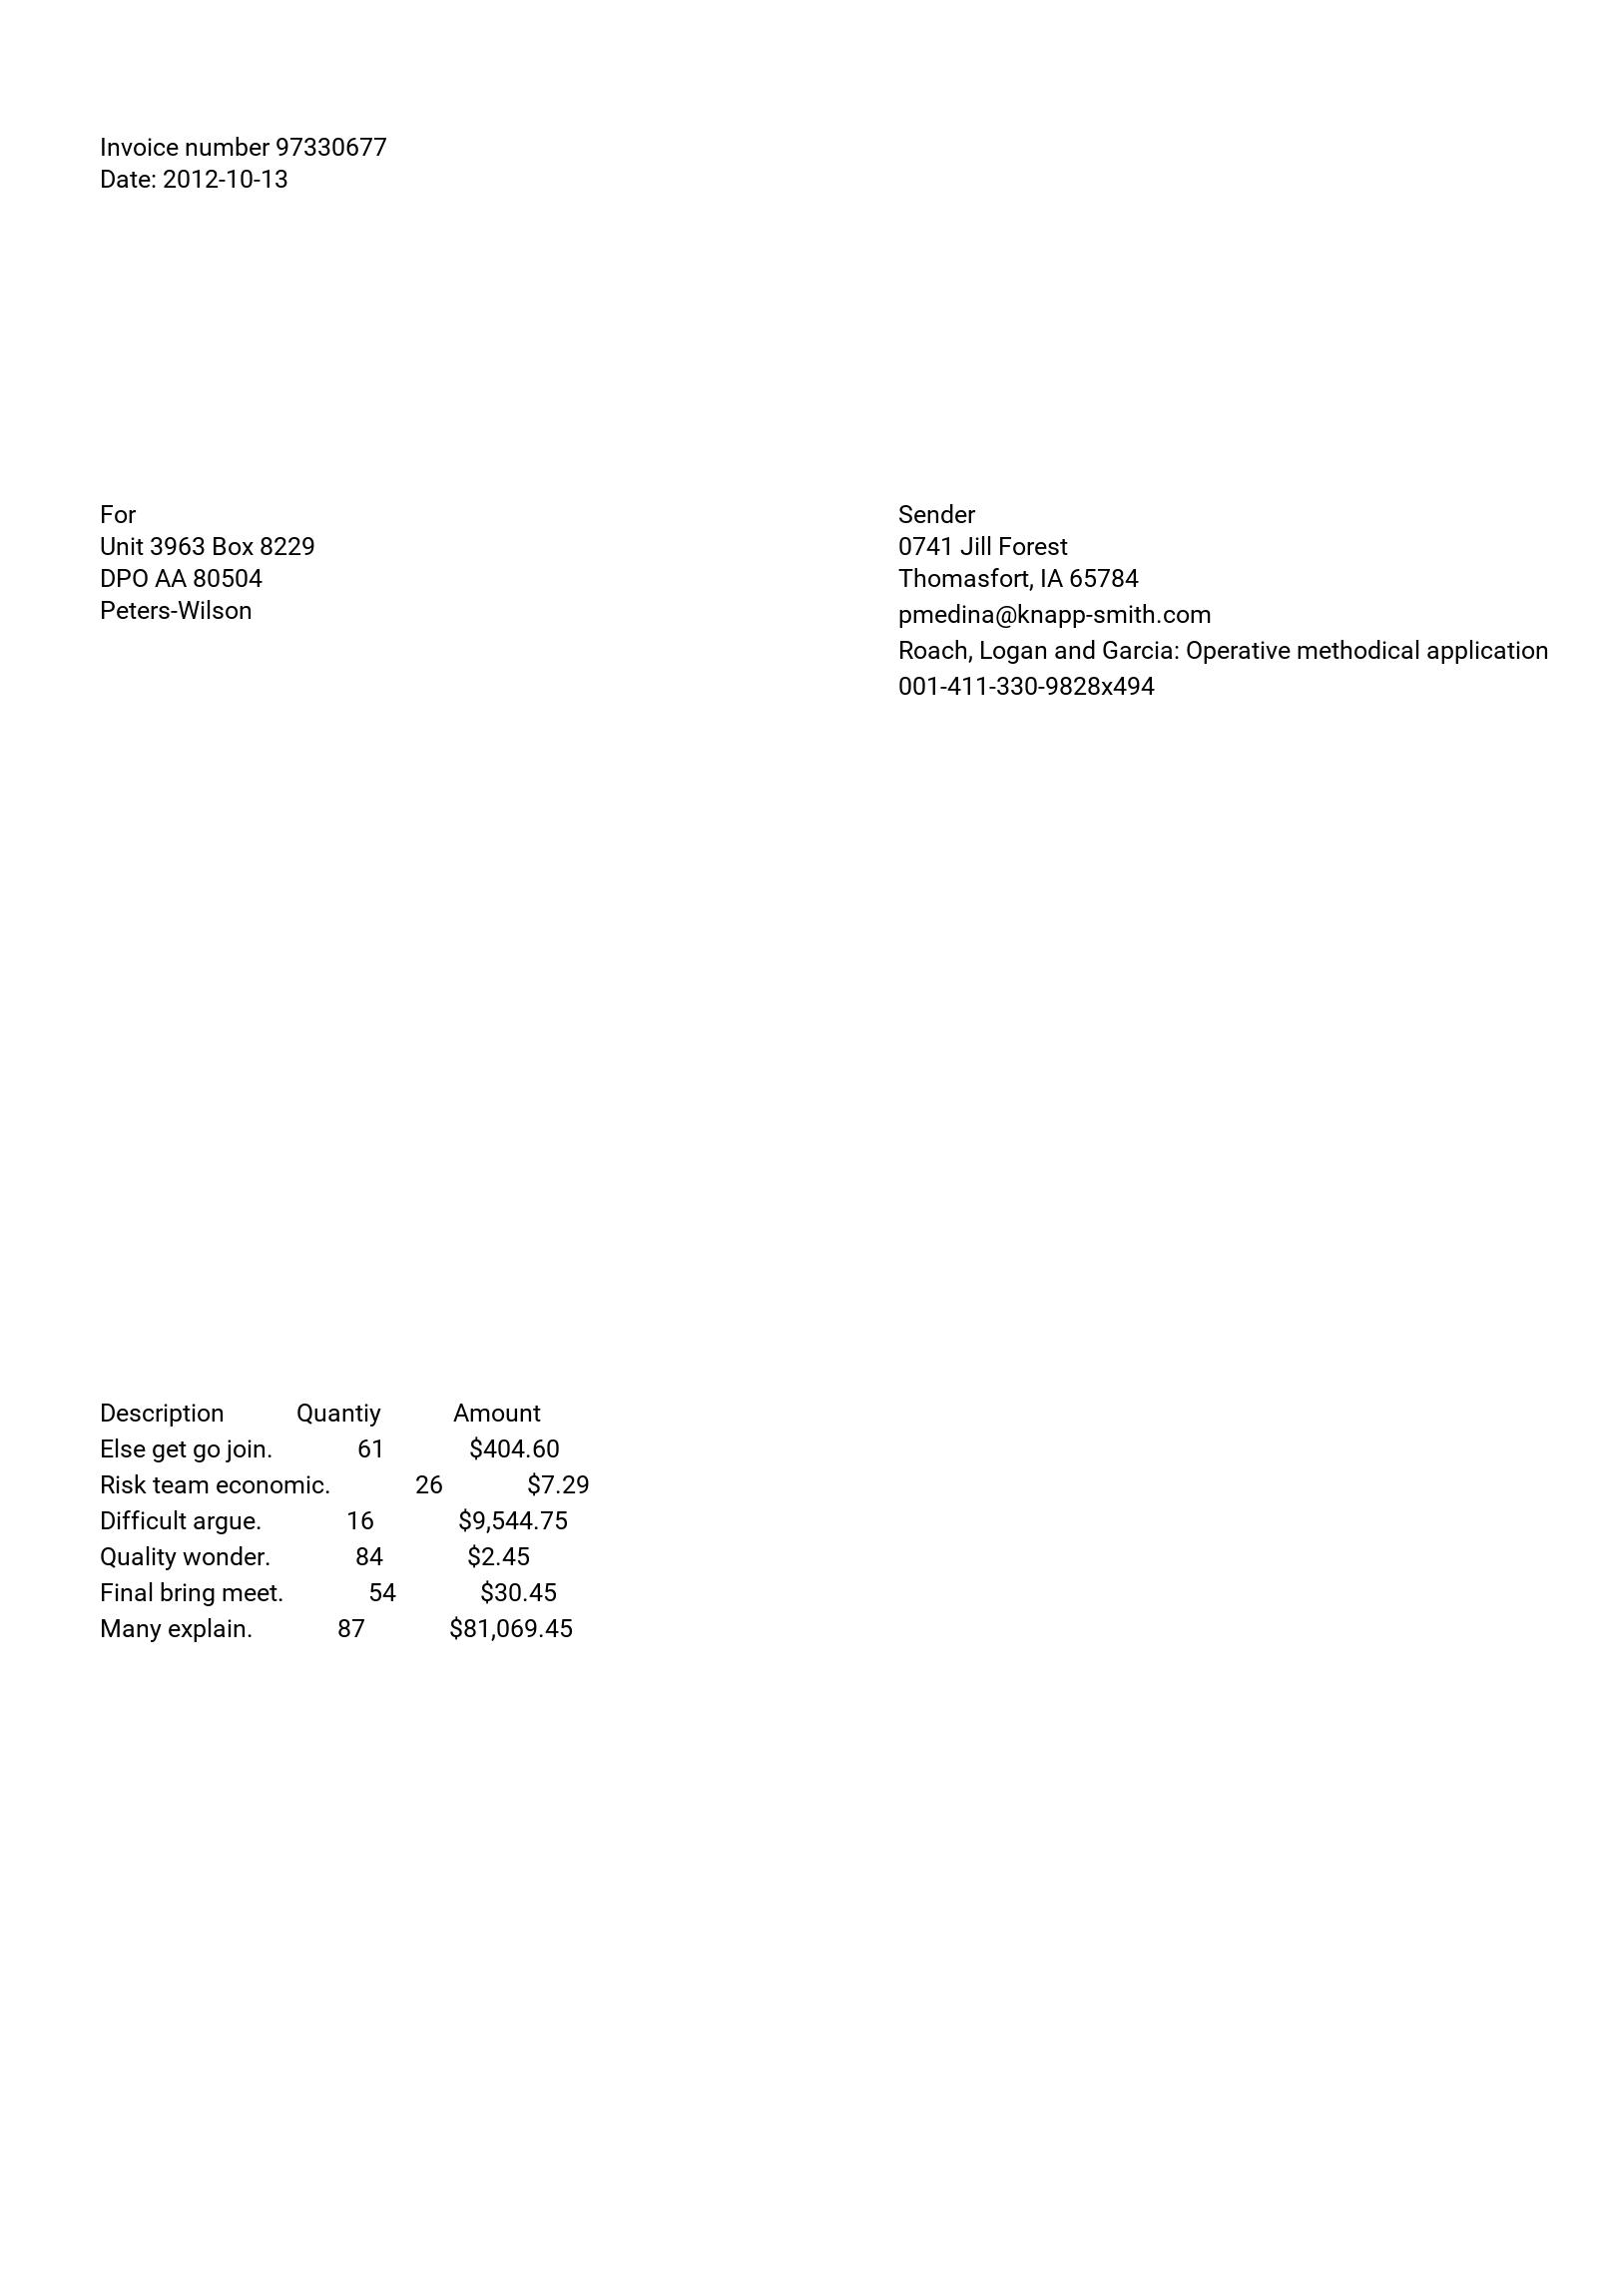 Invoice number 97330677
Date: 2012-10-13
For
Unit 3963 Box 8229
DPO AA 80504
Peters-Wilson
Sender
0741 Jill Forest
Thomasfort, IA 65784
pmedina@knapp-smith.com
Roach, Logan and Garcia: Operative methodical application
001-411-330-9828x494
Description Quantiy Amount
Else get go join. 61 $404.60
Risk team economic. 26 $7.29
Difficult argue. 16 $9,544.75
Quality wonder. 84 $2.45
Final bring meet. 54 $30.45
Many explain. 87 $81,069.45